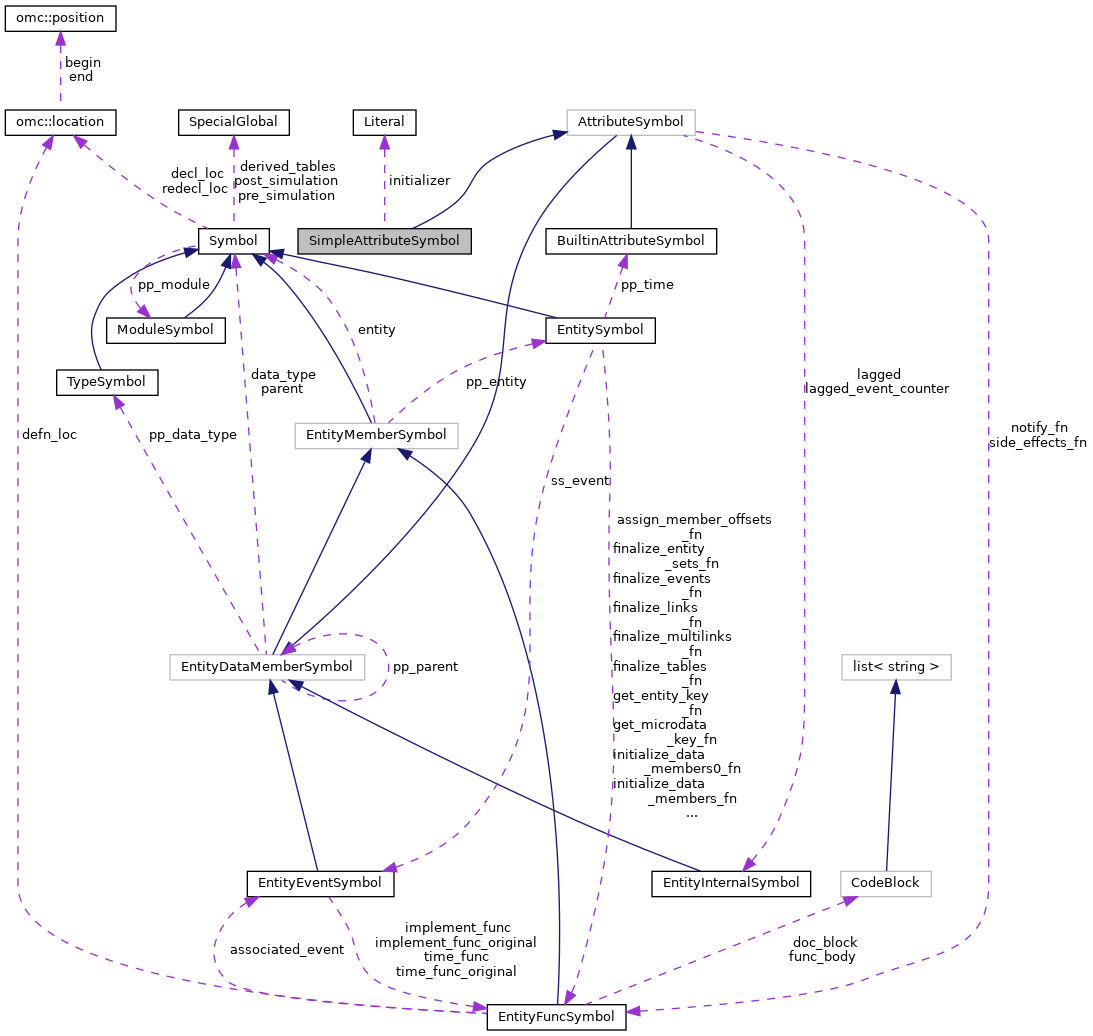 omc::position
begin
end
omc::location
SpecialGlobal
Literal
AttributeSymbol
decl_loc
redecl_loc
derived_tables
post_simulation
pre_simulation
initializer
Symbol
SimpleAttributeSymbol
BuiltinAttributeSymbol
pp_module
pp_time
ModuleSymbol
entity
EntitySymbol
TypeSymbol
data_type
parent
pp_entity
lagged
lagged_event_counter
defn_loc
pp_data_type
EntityMemberSymbol
notify_fn
side_effects_fn
ss_event
assign_member_offsets
_fn
finalize_entity
_sets_fn
finalize_events
_fn
finalize_links
_fn
finalize_multilinks
_fn
finalize_tables
_fn
get_entity_key
_fn
get_microdata
_key_fn
initialize_data
_members0_fn
initialize_data
_members_fn
...
EntityDataMemberSymbol
pp_parent
list< string >
EntityEventSymbol
EntityInternalSymbol
CodeBlock
associated_event
implement_func
implement_func_original
time_func
time_func_original
doc_block
func_body
EntityFuncSymbol